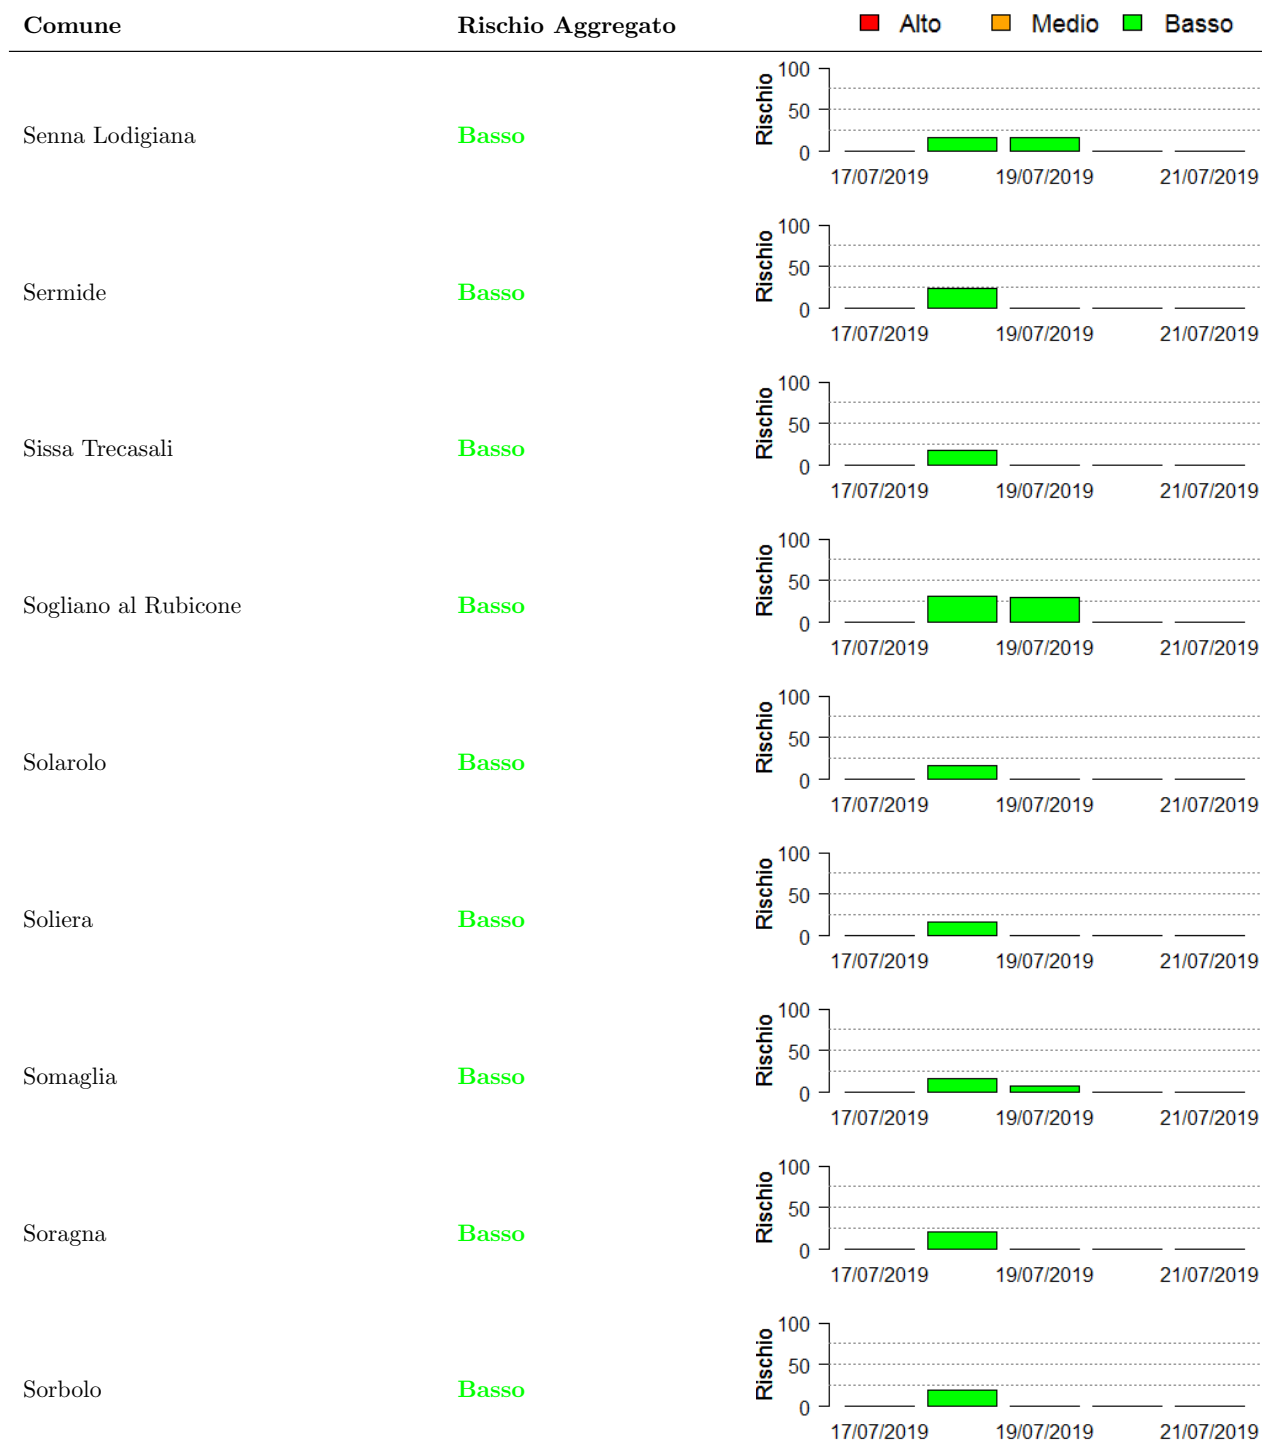 Comune Rischio Aggregato Alto Medio Basso
100
50
0
Rischio
Senna Lodigiana Basso
17/07/2019 19/07/2019 21/07/2019
100
50
0
Rischio
Sermide Basso
17/07/2019 19/07/2019 21/07/2019
100
50
0
Rischio
Sissa Trecasali Basso
17/07/2019 19/07/2019 21/07/2019
100
50
0
Rischio
Sogliano al Rubicone Basso
17/07/2019 19/07/2019 21/07/2019
100
50
0
Rischio
Solarolo Basso
17/07/2019 19/07/2019 21/07/2019
100
50
0
Rischio
Soliera Basso
17/07/2019 19/07/2019 21/07/2019
100
50
0
Rischio
Somaglia Basso
17/07/2019 19/07/2019 21/07/2019
100
50
0
Rischio
Soragna Basso
17/07/2019 19/07/2019 21/07/2019
100
50
0
Rischio
Sorbolo Basso
17/07/2019 19/07/2019 21/07/2019